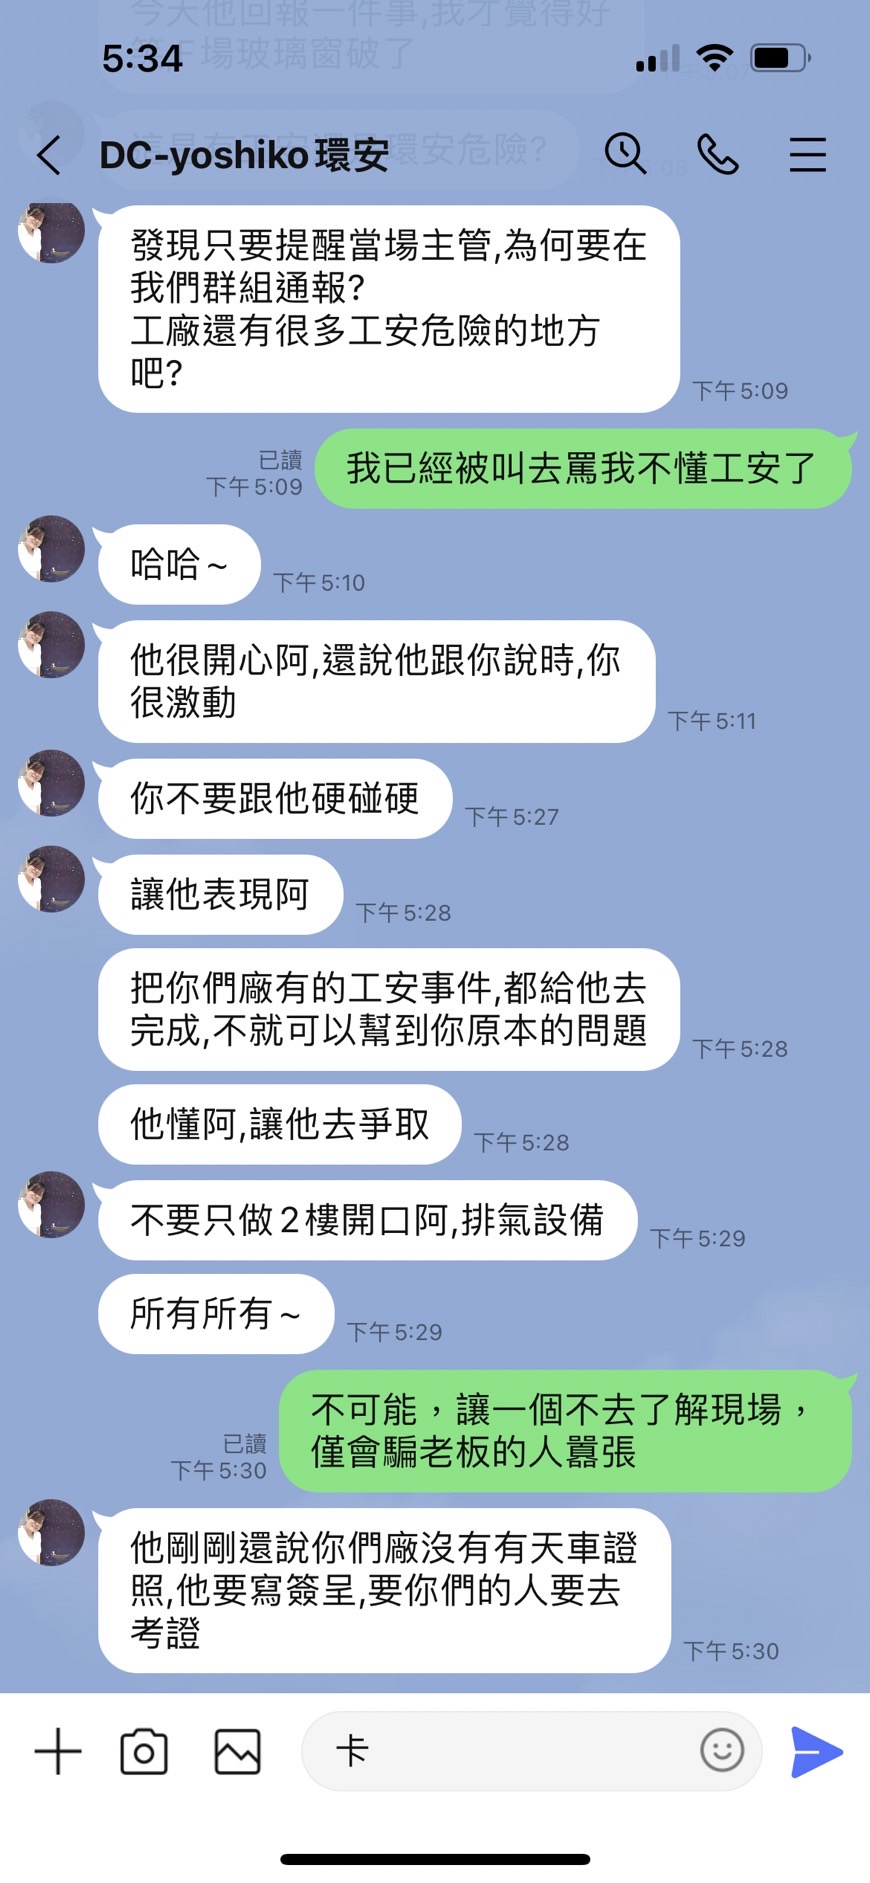 今天他回報一件事,我才覺得好
場玻璃窗破了
5:34
環安危險?
DC-yoshiko環安
發現只要提醒當場主管,為何要在
我們群組通報?
工廠還有很多工安危險的地方
吧?
下午5:09
已讀
下午5:09
我已經被叫去罵我不懂工安了
哈哈~
下午5:10
他很開心阿,還說他跟你說時,你
很激動
下午5:11
你不要跟他硬碰硬
下午5:27
讓他表現阿
下午5:28
把你們廠有的工安事件,都給他去
完成,不就可以幫到你原本的問題
下午5:28
他懂阿,讓他去爭取
下午5:28
不要只做2樓開口阿,排氣設備
下午5:29
所有所有~
下午5:29
不可能，讓一個不去了解現場，
僅會騙老板的人囂張
已讀
下午5:30
他剛剛還說你們廠沒有有天車證
照,他要寫簽呈,要你們的人要去
考證
下午5:30
卡